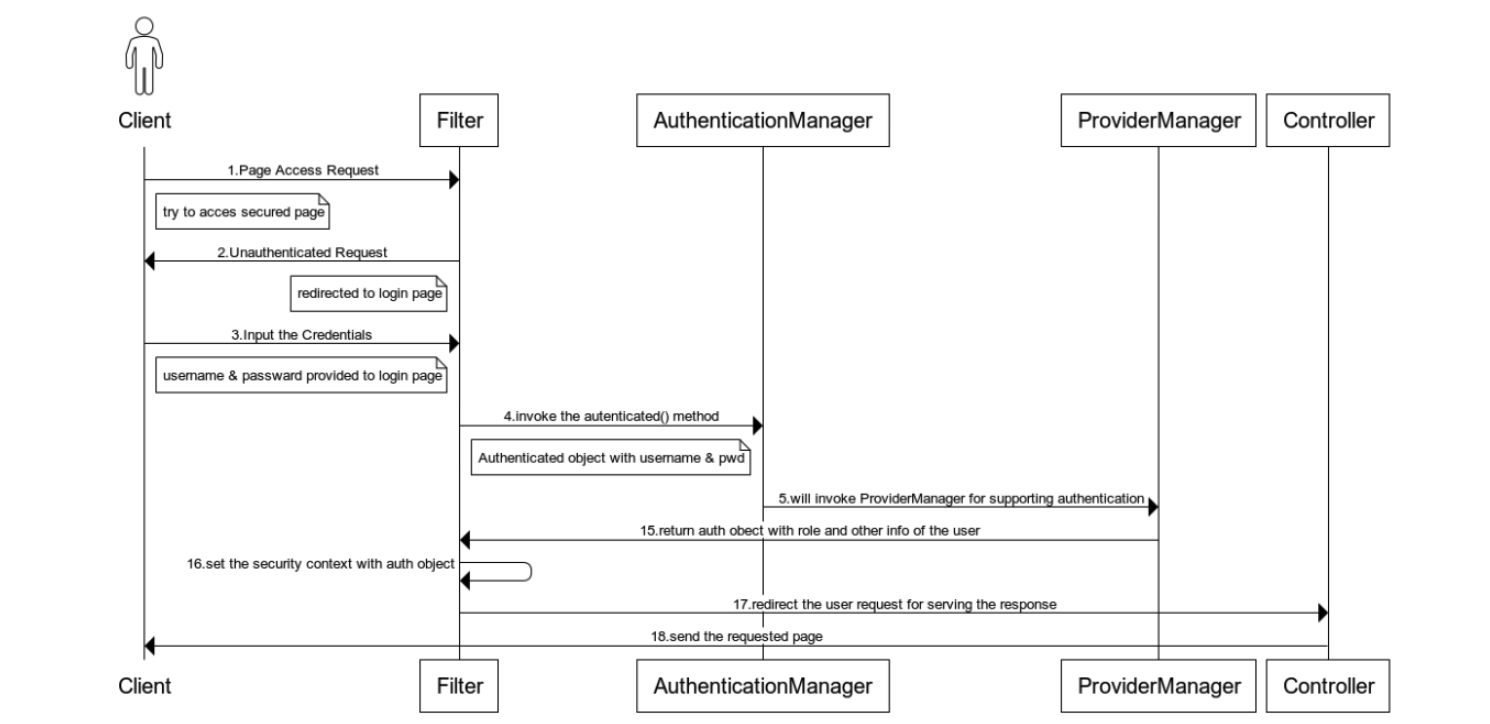 Client
Filter
AuthenticationManager
ProviderManager
Controller
1.Page Access Request
try to acces secured page
2.Unauthenticated Request
redirected to login page
3.Input the Credentials
username & passward provided to login page
4.invoke the autenticated() method
Authenticated object with username & pwd
5.will invoke ProviderManager for supporting authentication
15.return auth obect with role and other info of the user
16.set the security context with auth object
17.redirect the user request for serving the response
18.send the requested page
Client
Filter
AuthenticationManager
ProviderManager
Controller